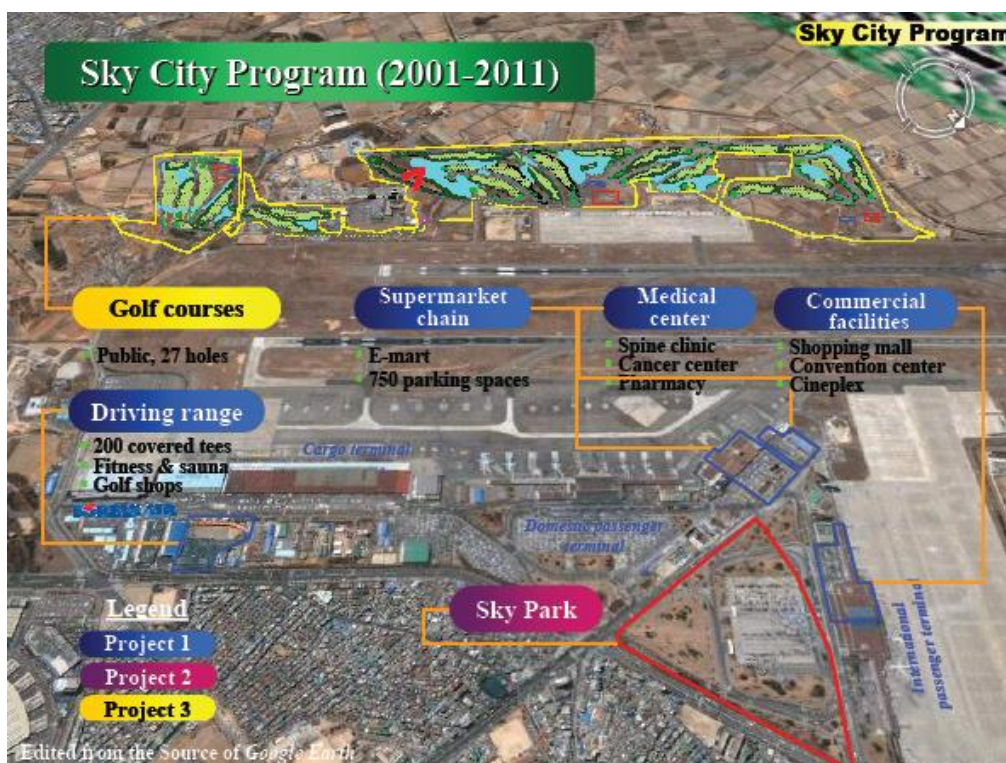 Sky City Program
Sky City Program (2001-2011)
Golf courses
Public, 27 holes
Supermarket
chain
E-mart
750 parking spaces
Medical
center
Spine clinic
Cancer center
Pharmacy
Commercial
facilities
Shopping mall
Convention center
Cineplex
Driving range
200 covered tees
Fitness & sauna
Golf shops
Cargo terminal
Domestic passenger
terminal
International
passenger terminal
Sky Park
Legend
Project 1
Project 2
Project 3
Edited from the Source of Google Earth